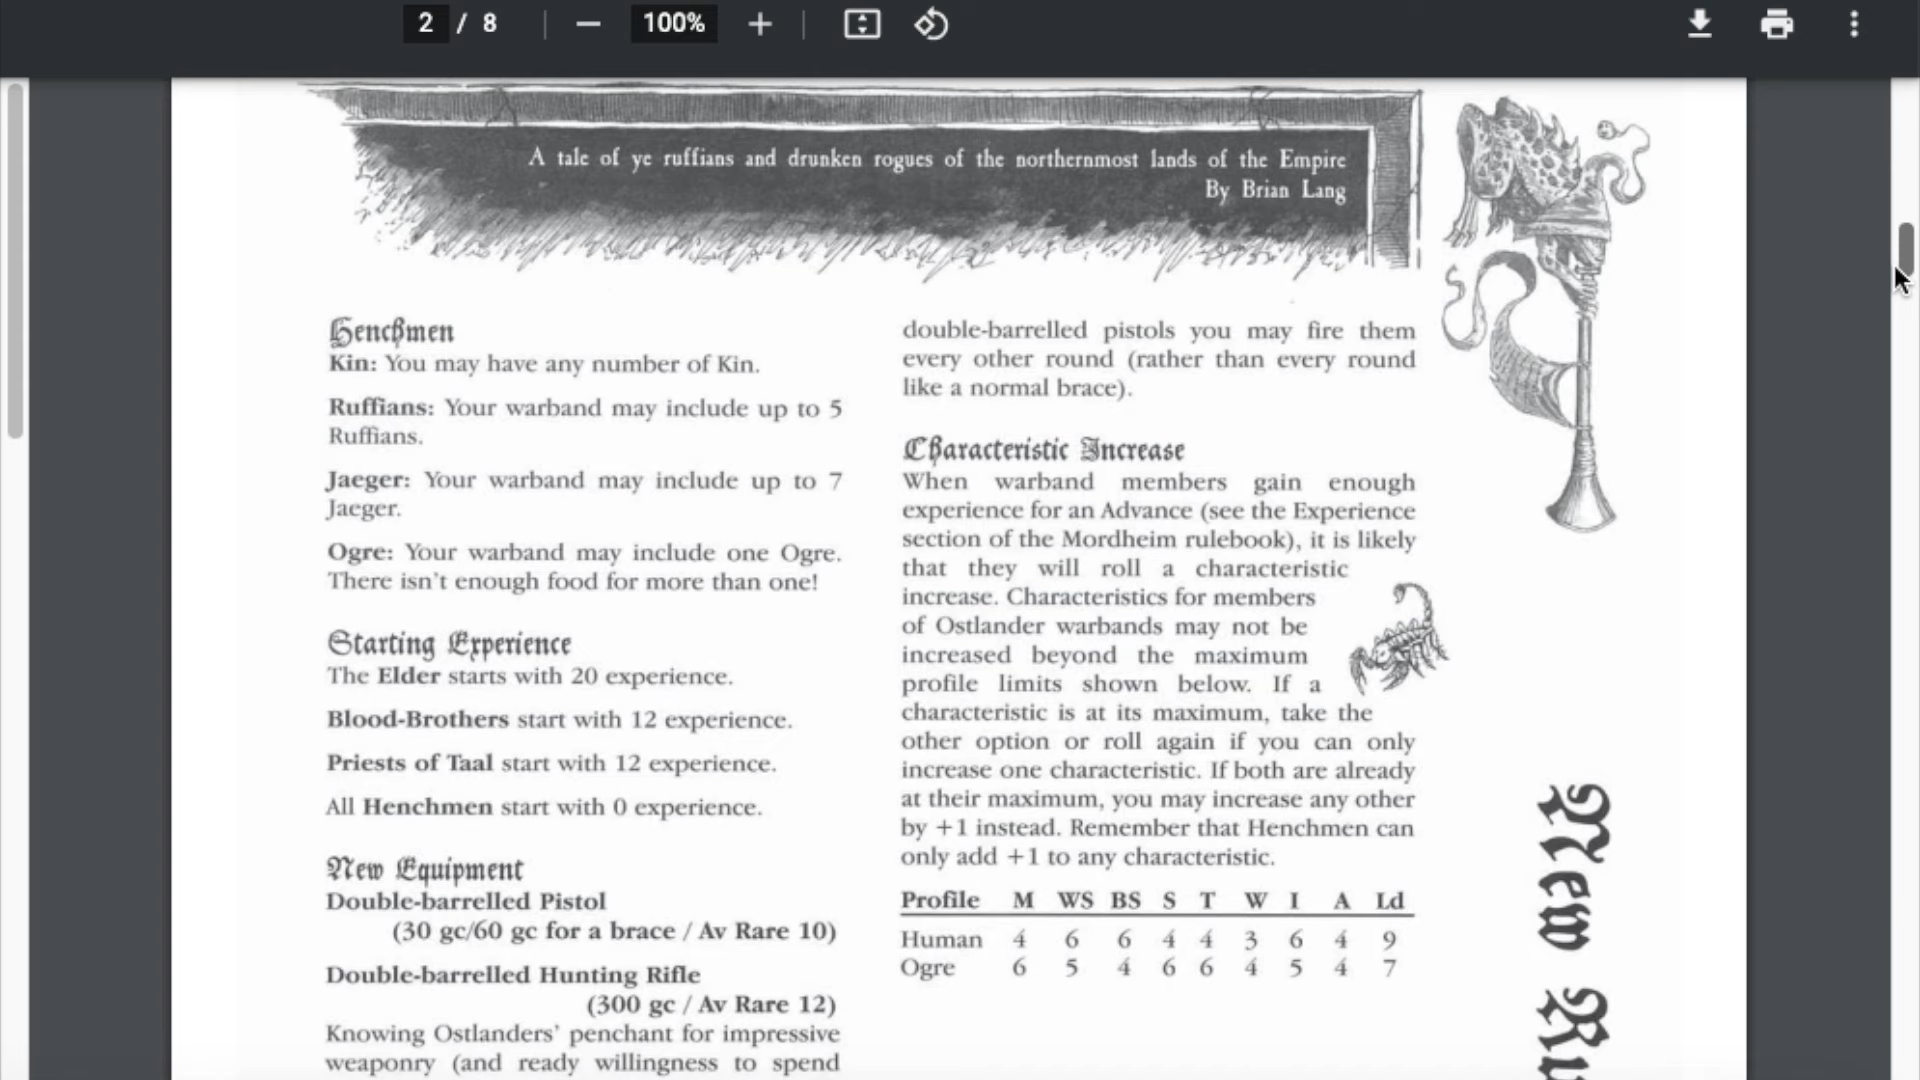 2 / 8
100%
A tale of ye ruffians and drunken rogues of the northernmost lands of the Empire
By Brian Lang
Henchmen
Kin: You may have any number of Kin.
Ruffians: Your warband may include up to 5
Ruffians.
Jaeger: Your warband may include up to 7
Jaeger.
Ogre: Your warband may include one Ogre.
There isn't enough food for more than one!
Starting Experience
The Elder starts with 20 experience.
Blood-Brothers start with 12 experience.
Priests of Taal start with 12 experience.
All Henchmen start with 0 experience.
New Equipment
Double-barrelled Pistol
(30 gc/60 gc for a brace / Av Rare 10)
Double-barrelled Hunting Rifle
(300 gc / Av Rare 12)
Knowing Ostlanders' penchant for impressive
weaponry (and ready willingness to spend
double-barrelled pistols you may fire them
every other round (rather than every round
like a normal brace).
Characteristic Increase
When warband members gain enough
experience for an Advance (see the Experience
section of the Mordheim rulebook), it is likely
that they will roll a characteristic
increase. Characteristics for members
of Ostlander warbands may not be
increased beyond the maximum
profile limits shown below. If a
characteristic is at its maximum, take the
other option or roll again if you can only
increase one characteristic. If both are already
at their maximum, you may increase any other
by +1 instead. Remember that Henchmen can
only add +1 to any characteristic.
Profile M WS BS S T W I A Ld
Human 4 6 6 4 4 3 6 4 9
Ogre 6 5 4 6 6 4 5 4 7
New